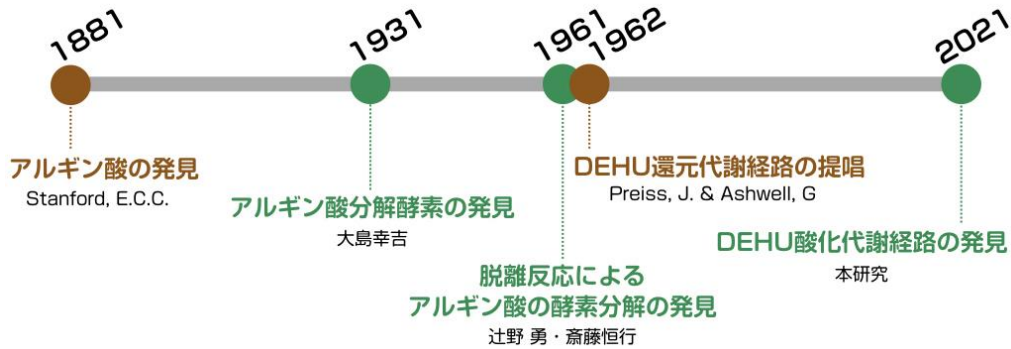 1881
アルギン酸の発見
Stanford, E.C.C.
1931
アルギン酸分解酵素の発見
大島幸吉
1961
脱離反応による
アルギン酸の酵素分解の発見
辻野 勇・斎藤恒行
1962
DEHU還元代謝経路の提唱
Preiss, J. & Ashwell, G
2021
DEHU酸化代謝経路の発見
本研究